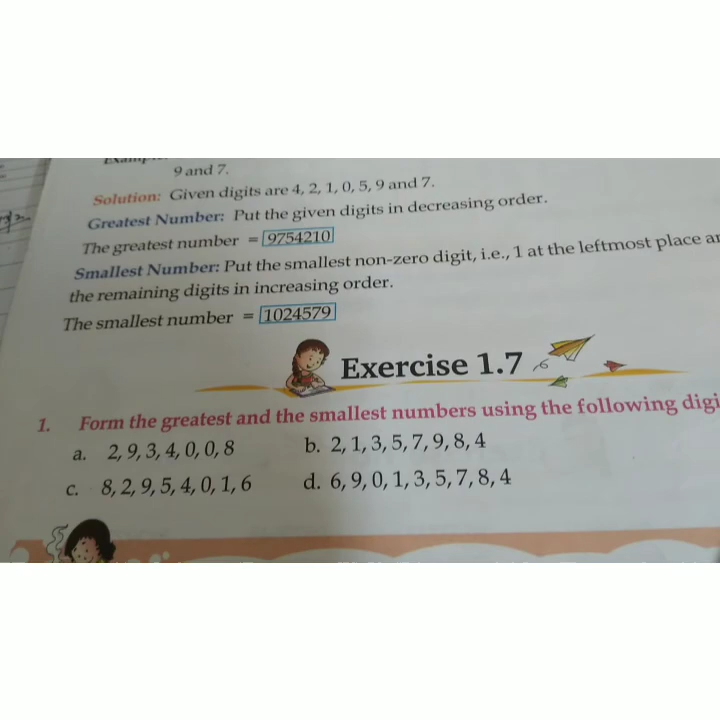 9 and 7.
Solution: Given digits are 4, 2, 1, 0, 5, 9 and 7.
Greatest Number: Put the given digits in decreasing order.
The greatest number = 9754210
Smallest Number: Put the smallest non-zero digit, i.e., 1 at the leftmost place
the remaining digits in increasing order.
The smallest number = 1024579
Exercise 1.7
1. Form the greatest and the smallest numbers using the following
a. 2, 9, 3, 4, 0, 0, 8 b. 2, 1, 3, 5, 7, 9, 8, 4
c. 8, 2, 9, 5, 4, 0, 1, 6 d. 6, 9, 0, 1, 3, 5, 7, 8, 4